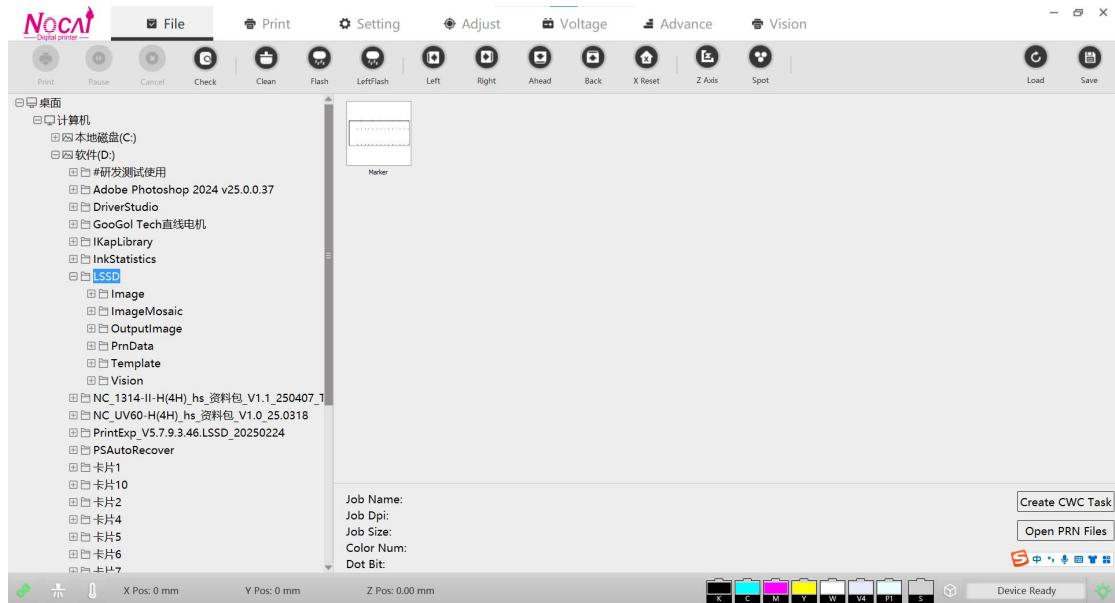 NOCAI
Digital printer
File
Print
Setting
Adjust
Voltage
Advance
Vision
Print
Pause
Cancel
Check
Clean
Flash
LeftFlash
Left
Right
Ahead
Back
X Reset
Z Axis
Spot
Load
Save
桌面
计算机
本地磁盘(C:)
软件(D:)
#研发测试使用
Adobe Photoshop 2024 v25.0.0.37
DriverStudio
GooGol Tech直线电机
IKapLibrary
InkStatistics
LSSD
Image
ImageMosaic
OutputImage
PrnData
Template
Vision
NC_1314-II-H(4H)_hs_资料包_V1.1_250407_T
NC_UV60-H(4H)_hs_资料包_V1.0_25.0318
PrintExp_V5.7.9.3.46.LSSD_20250224
PSAutoRecover
卡片1
卡片10
卡片2
卡片4
卡片5
卡片6
卡片7
Marker
Job Name:
Job Dpi:
Job Size:
Color Num:
Dot Bit:
Create CWC Task
Open PRN Files
中
X Pos: 0 mm
Y Pos: 0 mm
Z Pos: 0.00 mm
K
C
M
Y
W
V4
P1
S
Device Ready